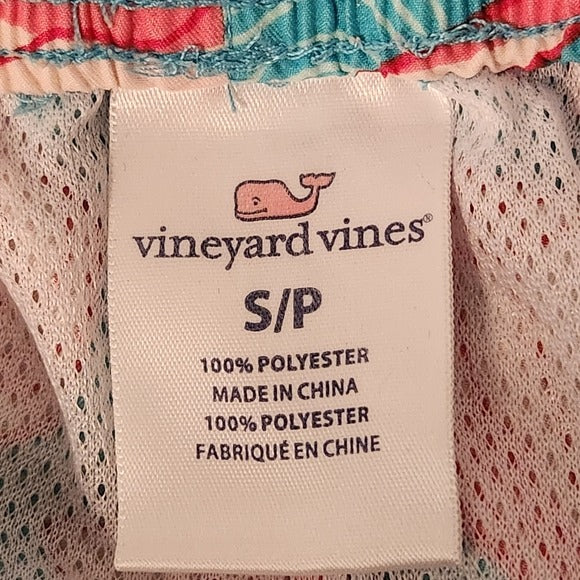 vineyard vines®
S/P
100% POLYESTER
MADE IN CHINA
100% POLYESTER
FABRIQUÉ EN CHINE